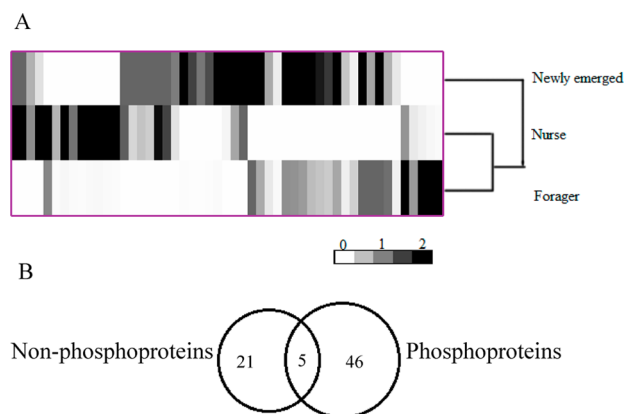 A
Newly emerged
Nurse
Forager
0 1 2
B
Non-phosphoproteins 21 5 46 Phosphoproteins